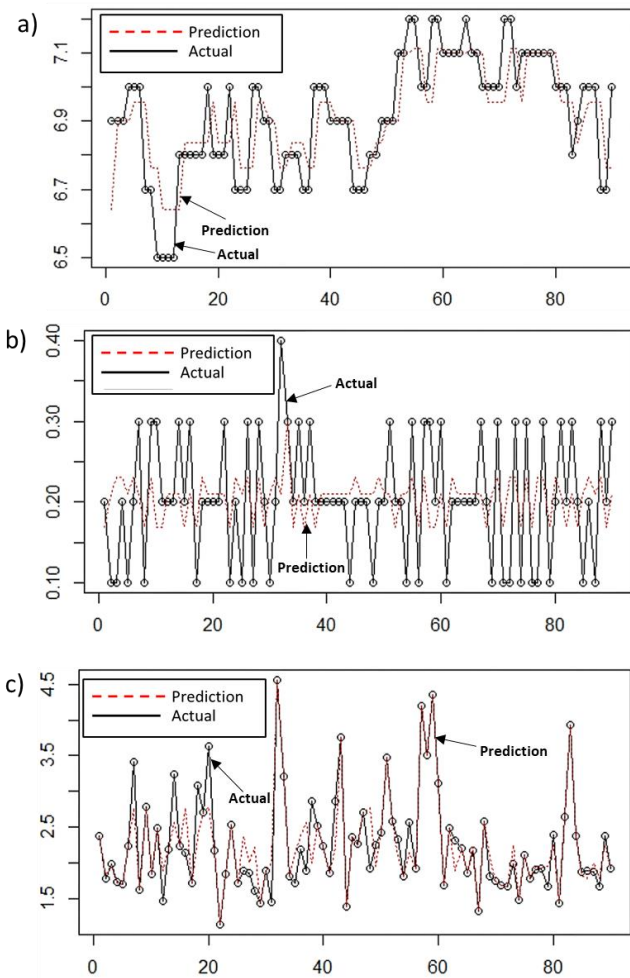 a)
Prediction
Actual
7.1
6.9
6.7
6.5
Prediction
Actual
0 20 40 60 80
b)
Prediction
Actual
0.40
0.30
0.20
0.10
Actual
Prediction
0 20 40 60 80
c)
Prediction
Actual
4.5
3.5
2.5
1.5
Actual
Prediction
0 20 40 60 80